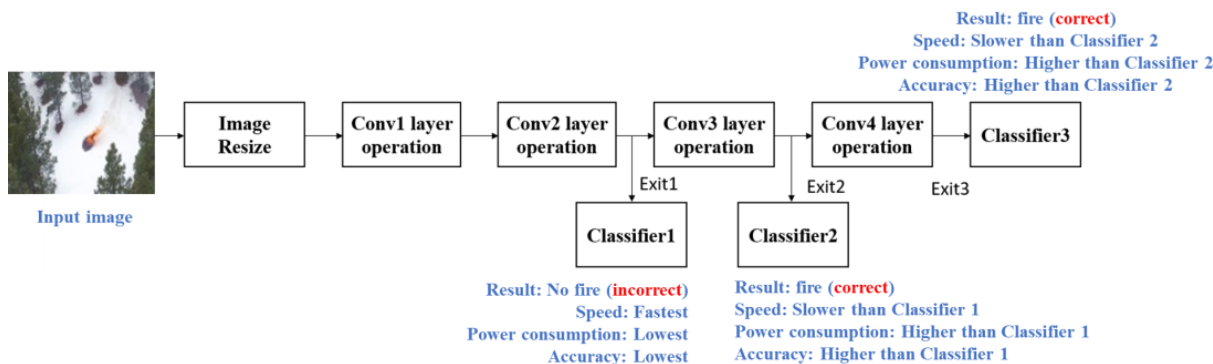 Result: fire (correct)
Speed: Slower than Classifier 2
Power consumption: Higher than Classifier 2
Accuracy: Higher than Classifier 2
Image
Resize
Conv1 layer
operation
Conv2 layer
operation
Conv3 layer
operation
Conv4 layer
operation
Classifier3
Exit1
Exit2
Exit3
Input image
Classifier1
Classifier2
Result: No fire (incorrect)
Speed: Fastest
Power consumption: Lowest
Accuracy: Lowest
Result: fire (correct)
Speed: Slower than Classifier 1
Power consumption: Higher than Classifier 1
Accuracy: Higher than Classifier 1